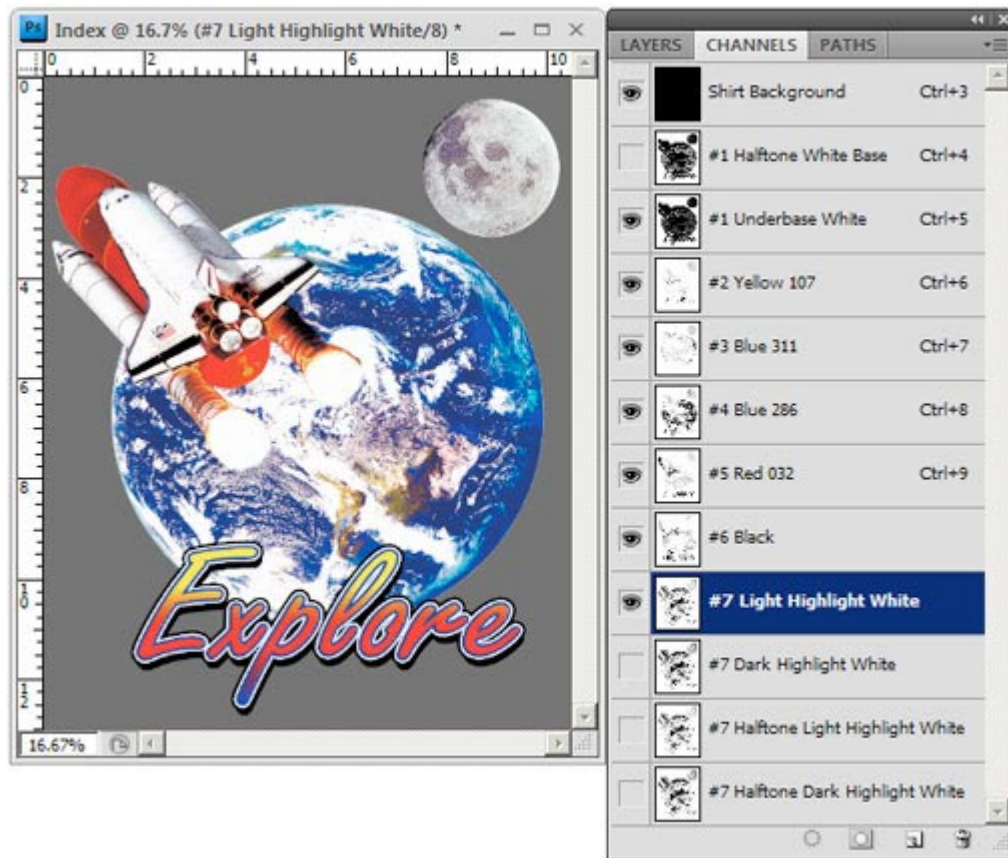 Ps Index @ 16.7% (#7 Light Highlight White/8) *
0 2 4 6 8 10
0
2
4
6
8
10
12
Explore
16.67%
LAYERS CHANNELS PATHS
Shirt Background Ctrl+3
#1 Halftone White Base Ctrl+4
#1 Underbase White Ctrl+5
#2 Yellow 107 Ctrl+6
#3 Blue 311 Ctrl+7
#4 Blue 286 Ctrl+8
#5 Red 032 Ctrl+9
#6 Black
#7 Light Highlight White
#7 Dark Highlight White
#7 Halftone Light Highlight White
#7 Halftone Dark Highlight White